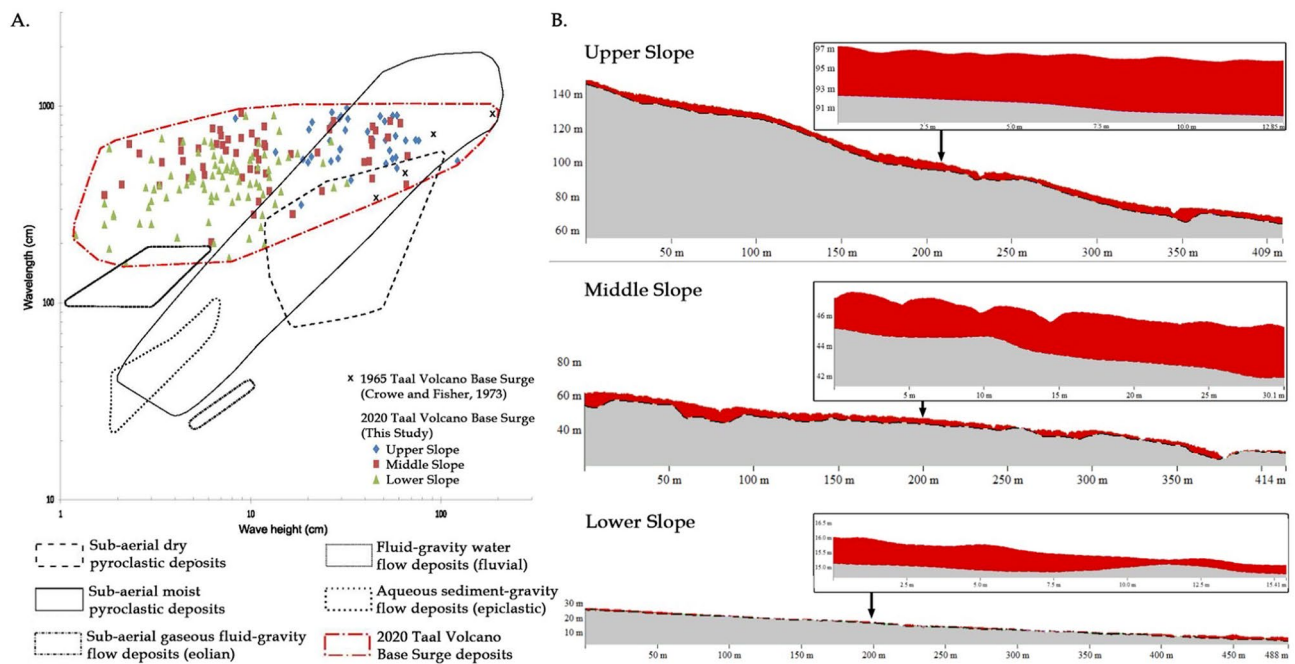 A.
1000
100
10
Wavelength (cm)
1
10
100
Wave height (cm)
x 1965 Taal Volcano Base Surge
(Crowe and Fisher, 1973)
2020 Taal Volcano Base Surge
(This Study)
Upper Slope
Middle Slope
Lower Slope
Sub-aerial dry
pyroclastic deposits
Sub-aerial moist
pyroclastic deposits
Sub-aerial gaseous fluid-gravity
flow deposits (eolian)
Fluid-gravity water
flow deposits (fluvial)
Aqueous sediment-gravity
flow deposits (epiclastic)
2020 Taal Volcano
Base Surge deposits
B.
Upper Slope
97 m
95 m
93 m
91 m
2.5 m 5.0 m 7.5 m 10.0 m 12.85 m
140 m
120 m
100 m
80 m
60 m
50 m 100 m 150 m 200 m 250 m 300 m 350 m 409 m
Middle Slope
46 m
44 m
42 m
5 m 10 m 15 m 20 m 25 m 30.1 m
80 m
60 m
40 m
50 m 100 m 150 m 200 m 250 m 300 m 350 m 414 m
Lower Slope
16.5 m
16.0 m
15.5 m
15.0 m
2.5 m 5.0 m 7.5 m 10.0 m 12.5 m 15.41 m
30 m
20 m
10 m
50 m 100 m 150 m 200 m 250 m 300 m 350 m 400 m 450 m 488 m